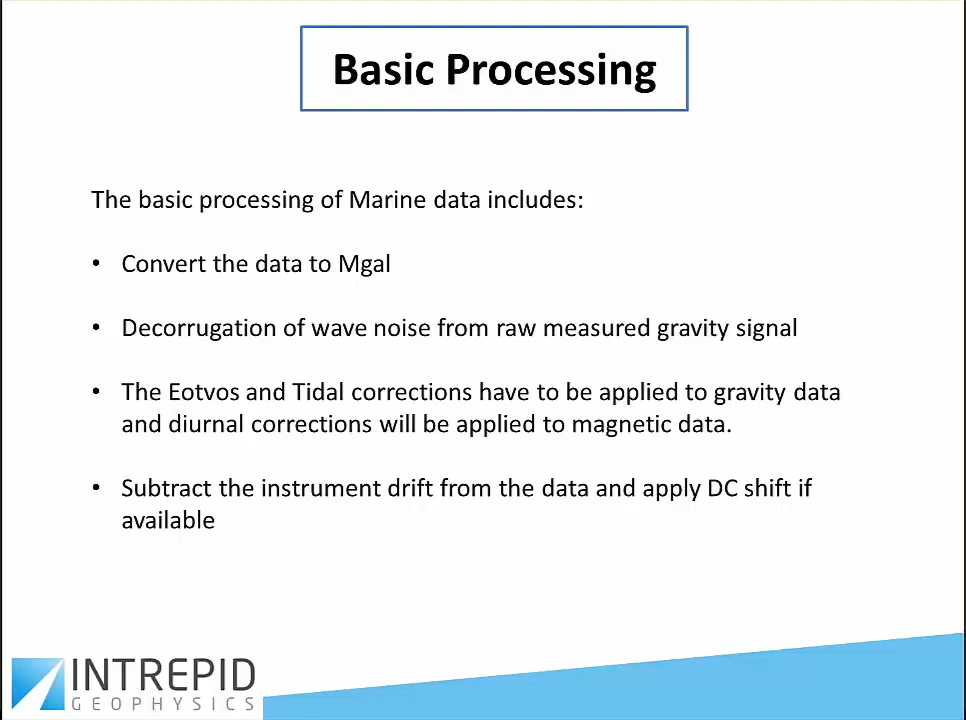 Basic Processing
The basic processing of Marine data includes:
• Convert the data to Mgal
• Decorrugation of wave noise from raw measured gravity signal
• The Eotvos and Tidal corrections have to be applied to gravity data
and diurnal corrections will be applied to magnetic data.
• Subtract the instrument drift from the data and apply DC shift if
available
INTREPID
GEOPHYSICS